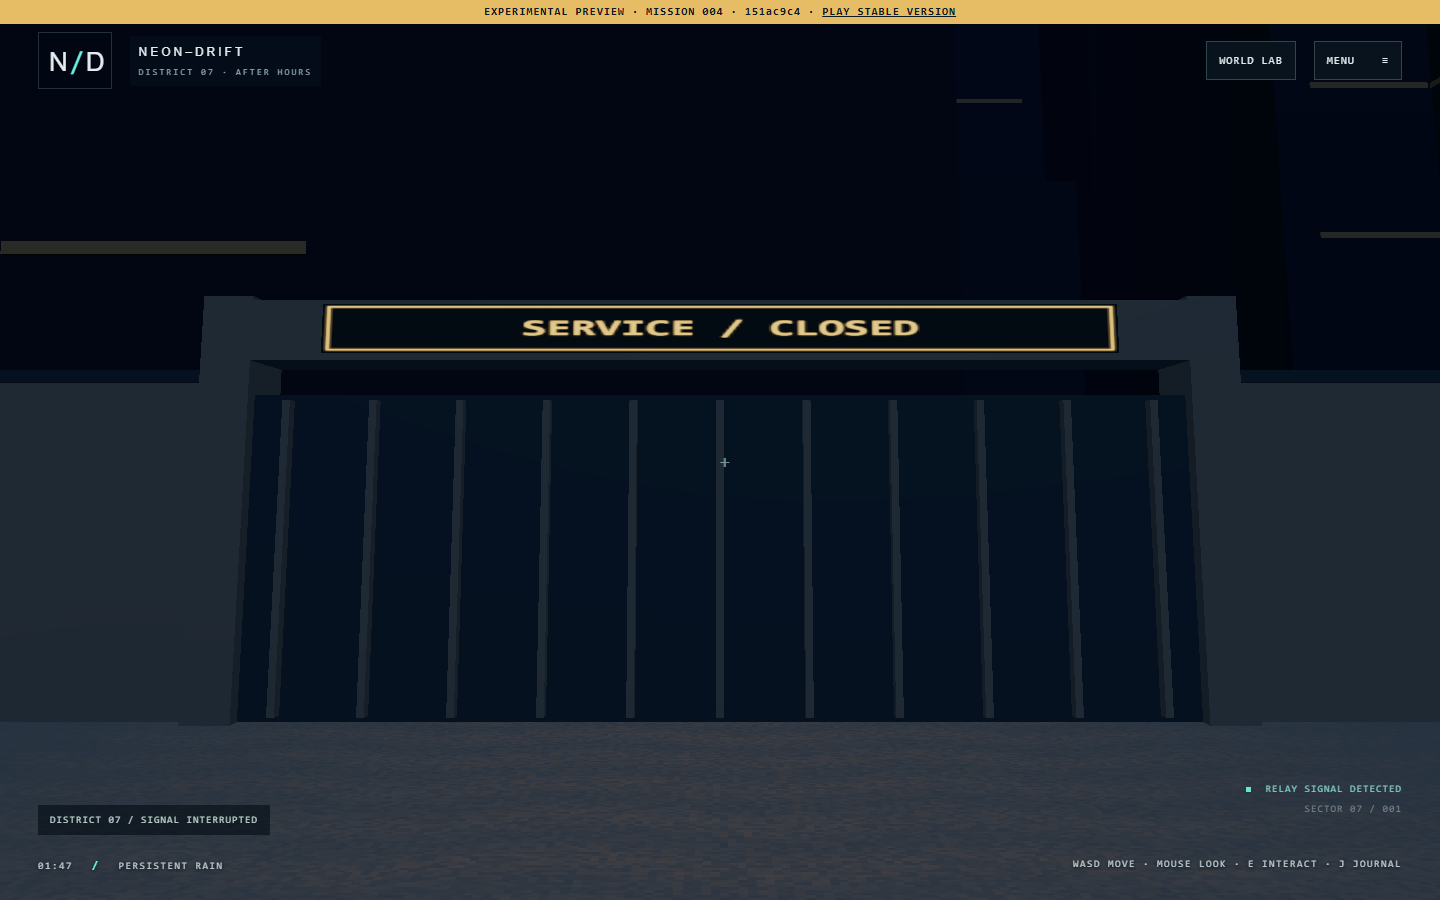 EXPERIMENTAL PREVIEW · MISSION 004 · 151ac9c4 · PLAY STABLE VERSION
N/D
NEON–DRIFT
DISTRICT 07 · AFTER HOURS
WORLD LAB
MENU ≡
SERVICE / CLOSED
RELAY SIGNAL DETECTED
SECTOR 07 / 001
DISTRICT 07 / SIGNAL INTERRUPTED
01:47 / PERSISTENT RAIN
WASD MOVE · MOUSE LOOK · E INTERACT · J JOURNAL